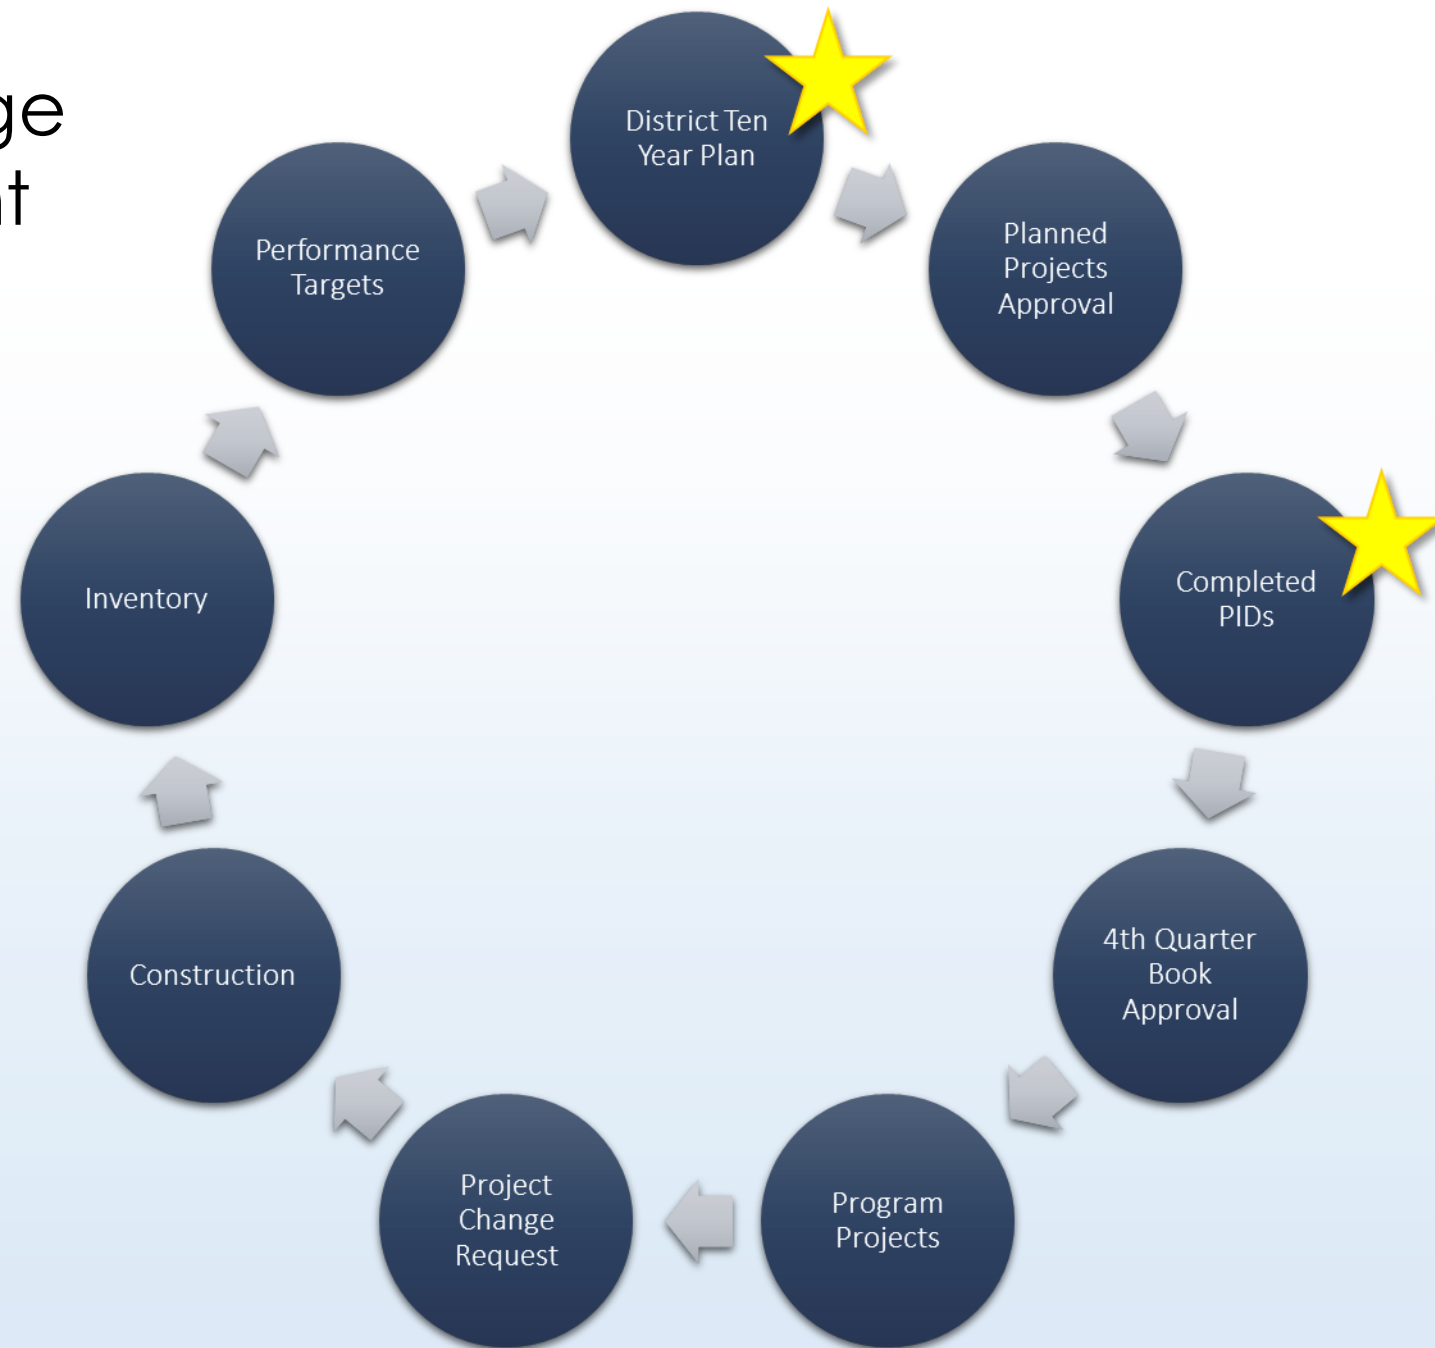 District Ten
Year Plan
Planned
Projects
Approval
Completed
PIDs
4th Quarter
Book
Approval
Program
Projects
Project
Change
Request
Construction
Inventory
Performance
Targets